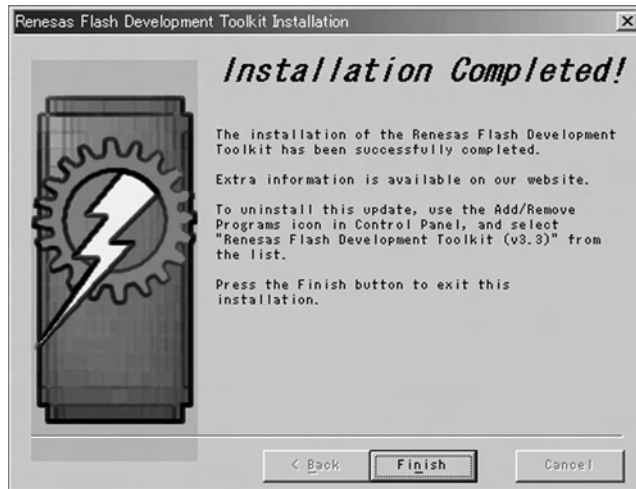 Renesas Flash Development Toolkit Installation
Installation Completed!
The installation of the Renesas Flash Development
Toolkit has been successfully completed.
Extra information is available on our website.
To uninstall this update, use the Add/Remove
Programs icon in Control Panel, and select
"Renesas Flash Development Toolkit (v3.3)" from
the list.
Press the Finish button to exit this
installation.
< Back
Finish
Cancel